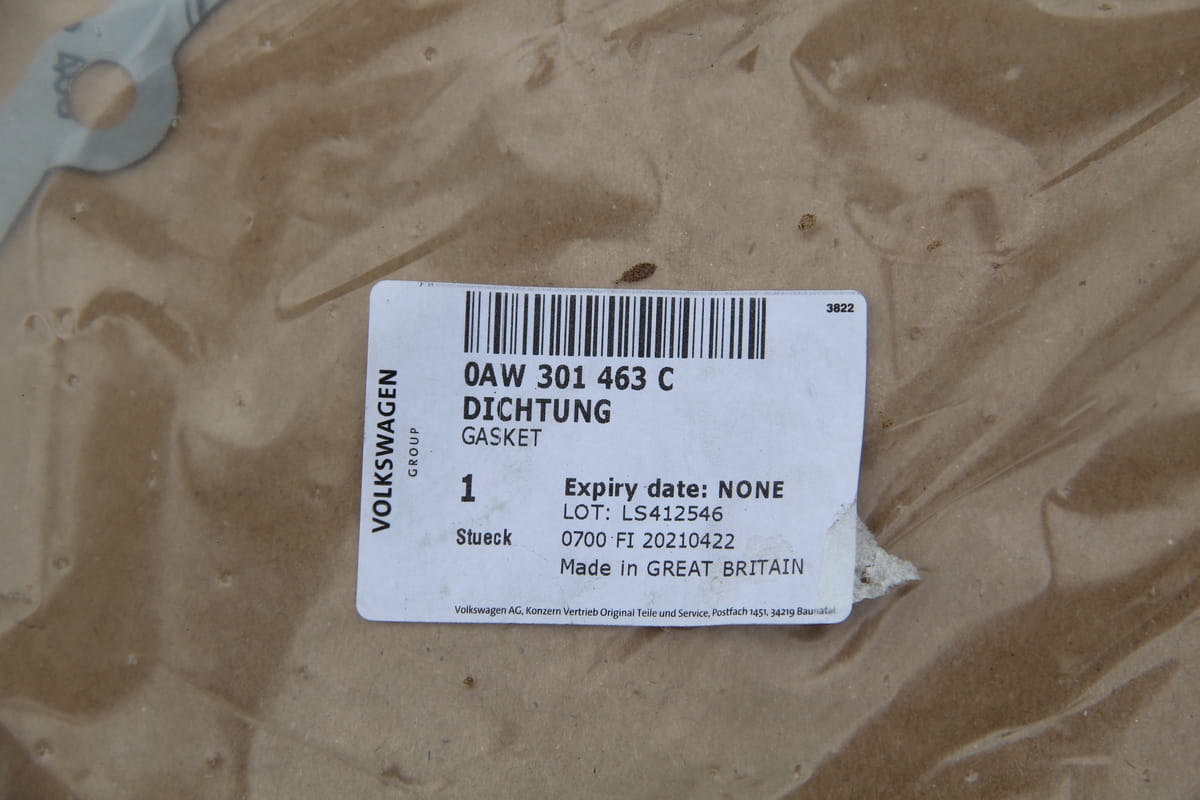 3822
0AW 301 463 C
DICHTUNG
GASKET
VOLKSWAGEN
GROUP
1
Expiry date: NONE
LOT: LS412546
Stueck
0700 FI 20210422
Made in GREAT BRITAIN
Volkswagen AG, Konzern Vertrieb Original Teile und Service, Postfach 1451, 34219 Baunatal